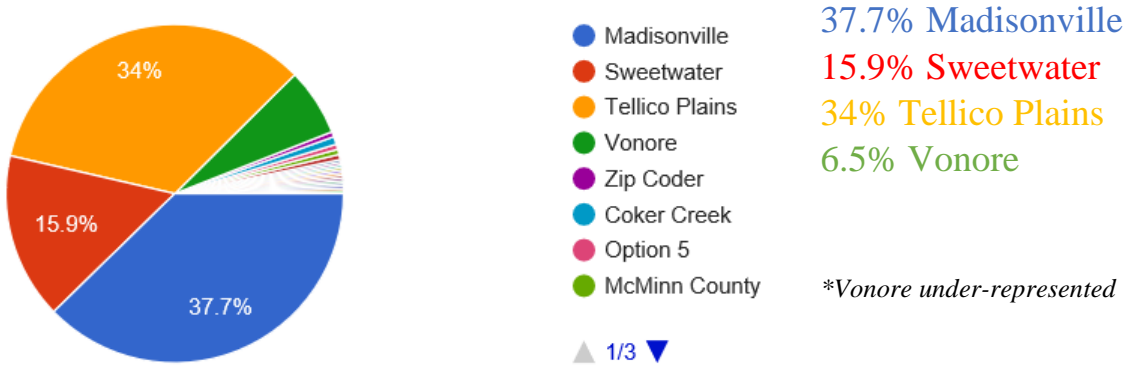 34%
15.9%
37.7%
Madisonville
Sweetwater
Tellico Plains
Vonore
Zip Coder
Coker Creek
Option 5
McMinn County
1/3
37.7% Madisonville
15.9% Sweetwater
34% Tellico Plains
6.5% Vonore
*Vonore under-represented